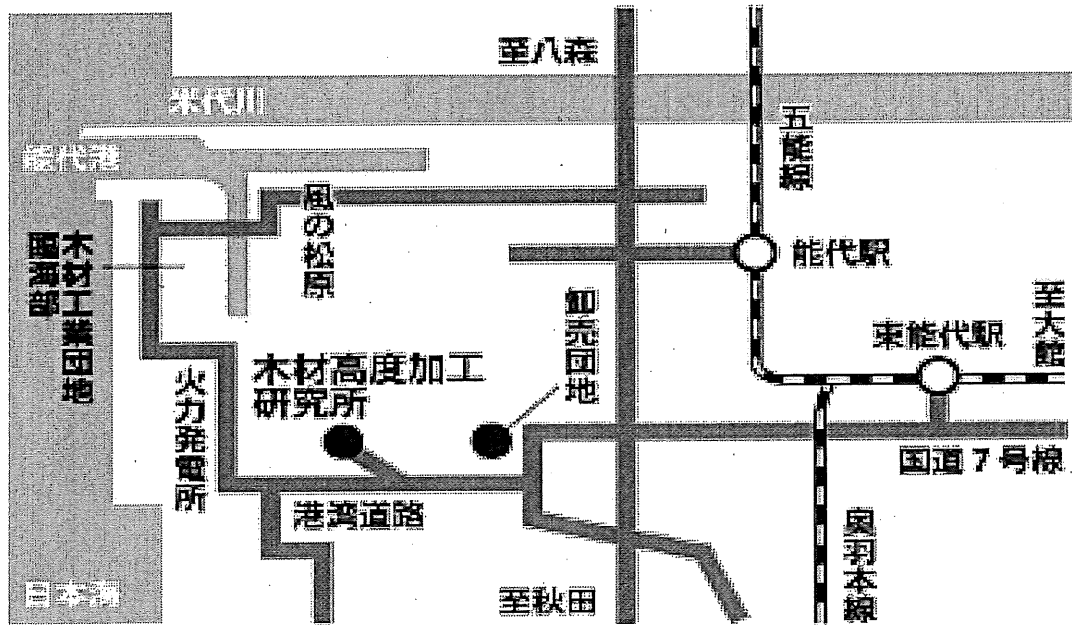 至八森
米代川
五能線
能代港
風の松原
能代駅
木材工業団地
臨海部
卸売団地
至大館
東能代駅
木材高度加工
研究所
火力発電所
国道7号線
港湾道路
奥羽本線
日本海
至秋田